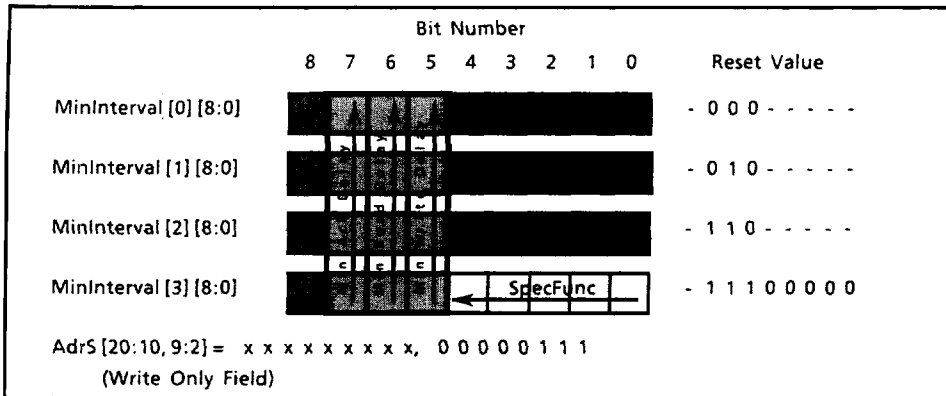 Bit Number
8 7 6 5 4 3 2 1 0 Reset Value
MinInterval [0] [8:0] - 0 0 0 - - - - -
MinInterval [1] [8:0] - 0 1 0 - - - - -
MinInterval [2] [8:0] - 1 1 0 - - - - -
MinInterval [3] [8:0] SpecFunc - 1 1 1 0 0 0 0 0
AdrS [20:10, 9:2] = x x x x x x x x x, 0 0 0 0 0 1 1 1
(Write Only Field)